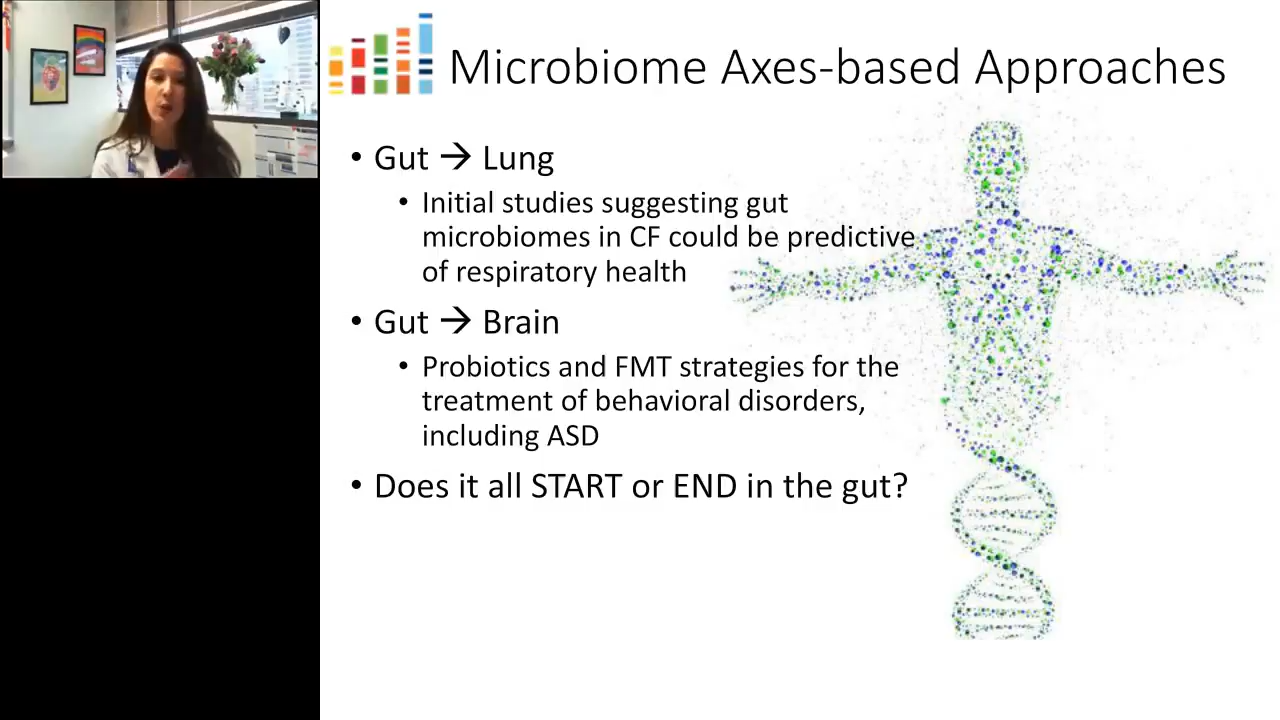 Microbiome Axes-based Approaches
• Gut → Lung
• Initial studies suggesting gut
microbiomes in CF could be predictive
of respiratory health
• Gut → Brain
• Probiotics and FMT strategies for the
treatment of behavioral disorders,
including ASD
• Does it all START or END in the gut?